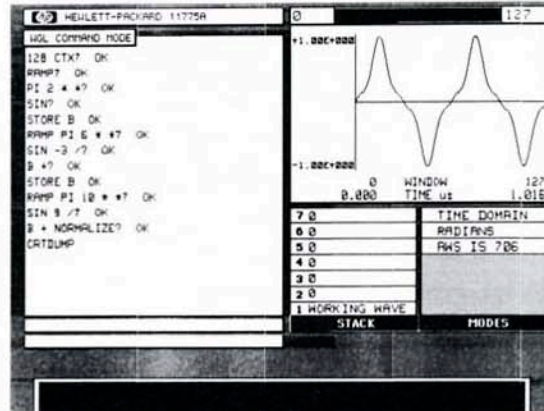 HEWLETT-PACKARD 11775A
WGL COMMAND MODE
128 CTX? OK
RAMP? OK
PI 2 * *? OK
SIN? OK
STORE B OK
RAMP PI 6 * *? OK
SIN -3 /? OK
B +? OK
STORE B OK
RAMP PI 10 * *? OK
SIN 9 /? OK
B + NORMALIZE? OK
CRTDUMP
0 127
+1.00E+000
-1.00E+000
0 WINDOW 127
0.000 TIME us 1.016
7 0
6 0
5 0
4 0
3 0
2 0
1 WORKING WAVE
STACK
TIME DOMAIN
RADIANS
AWS IS 706
MODES